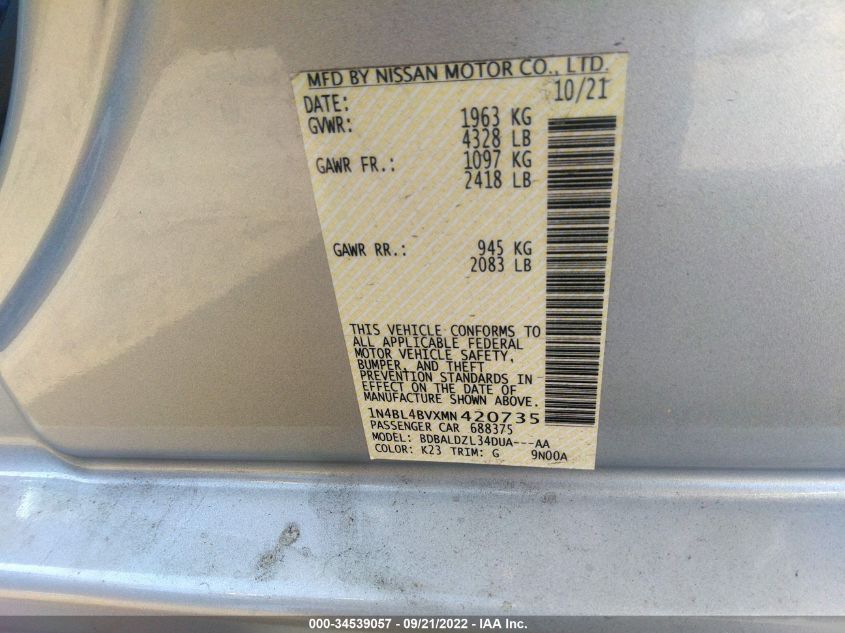 MFD BY NISSAN MOTOR CO., LTD.
DATE: 10/21
GVWR: 1963 KG
4328 LB
GAWR FR.: 1097 KG
2418 LB
GAWR RR.: 945 KG
2083 LB
THIS VEHICLE CONFORMS TO
ALL APPLICABLE FEDERAL
MOTOR VEHICLE SAFETY,
BUMPER, AND THEFT
PREVENTION STANDARDS IN
EFFECT ON THE DATE OF
MANUFACTURE SHOWN ABOVE.
1N4BL4BVXMN420735
PASSENGER CAR 688375
MODEL: BDBALDZL34DUA---AA
COLOR: K23 TRIM: G 9N00A
000-34539057 - 09/21/2022 - IAA Inc.